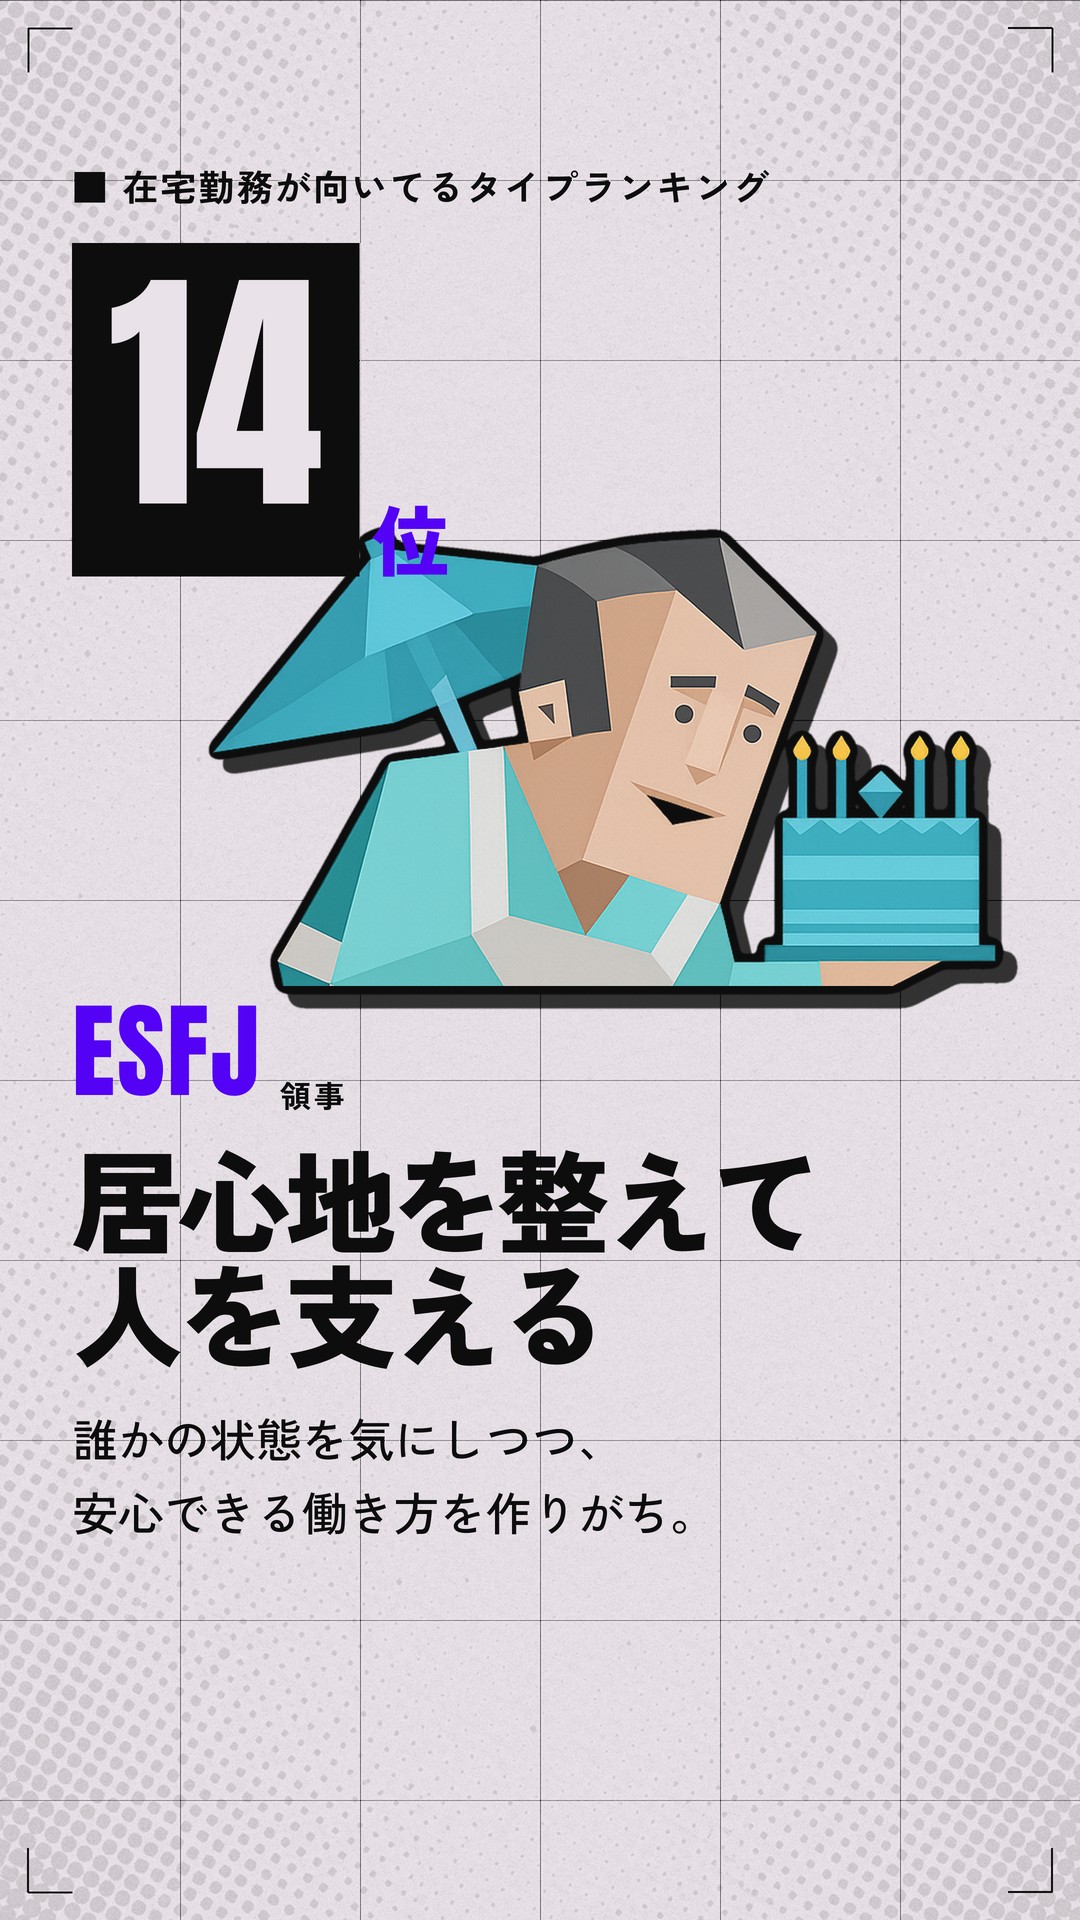 ■ 在宅勤務が向いてるタイプランキング
14
位
ESFJ 領事
居心地を整えて
人を支える
誰かの状態を気にしつつ、
安心できる働き方を作りがち。